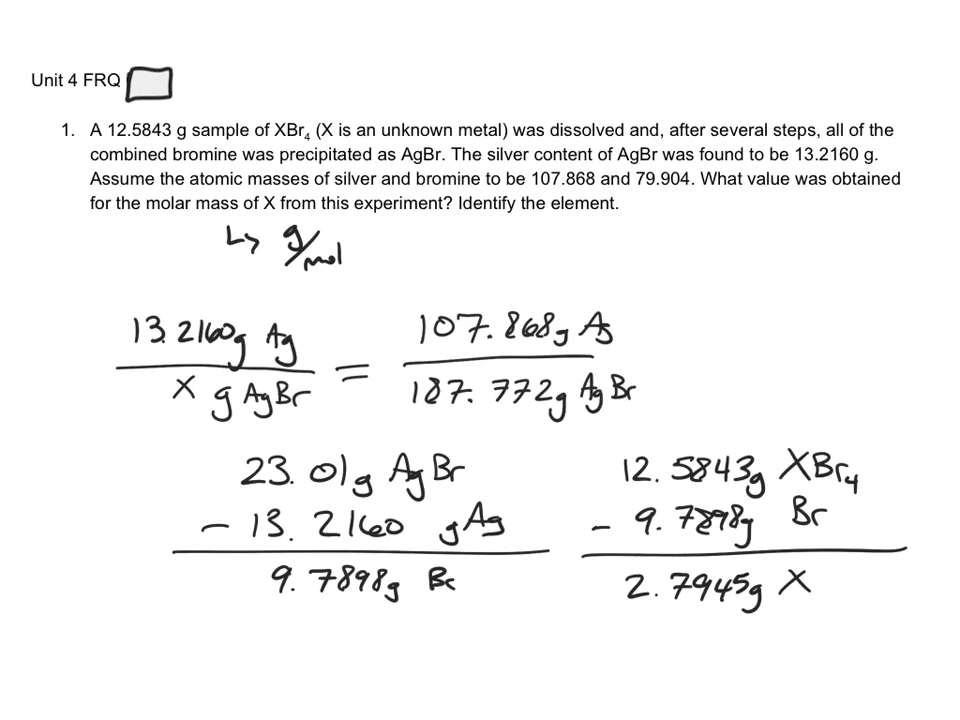 Unit 4 FRQ
1. A 12.5843 g sample of XBr₄ (X is an unknown metal) was dissolved and, after several steps, all of the
combined bromine was precipitated as AgBr. The silver content of AgBr was found to be 13.2160 g.
Assume the atomic masses of silver and bromine to be 107.868 and 79.904. What value was obtained
for the molar mass of X from this experiment? Identify the element.
↳ g/mol
13.2160g Ag
X g AgBr
=
107.868g Ag
187.772g AgBr
23.01g AgBr
- 13.2160 g Ag
9.7898g Br
12.5843g XBr₄
- 9.7898g Br
2.7945g X